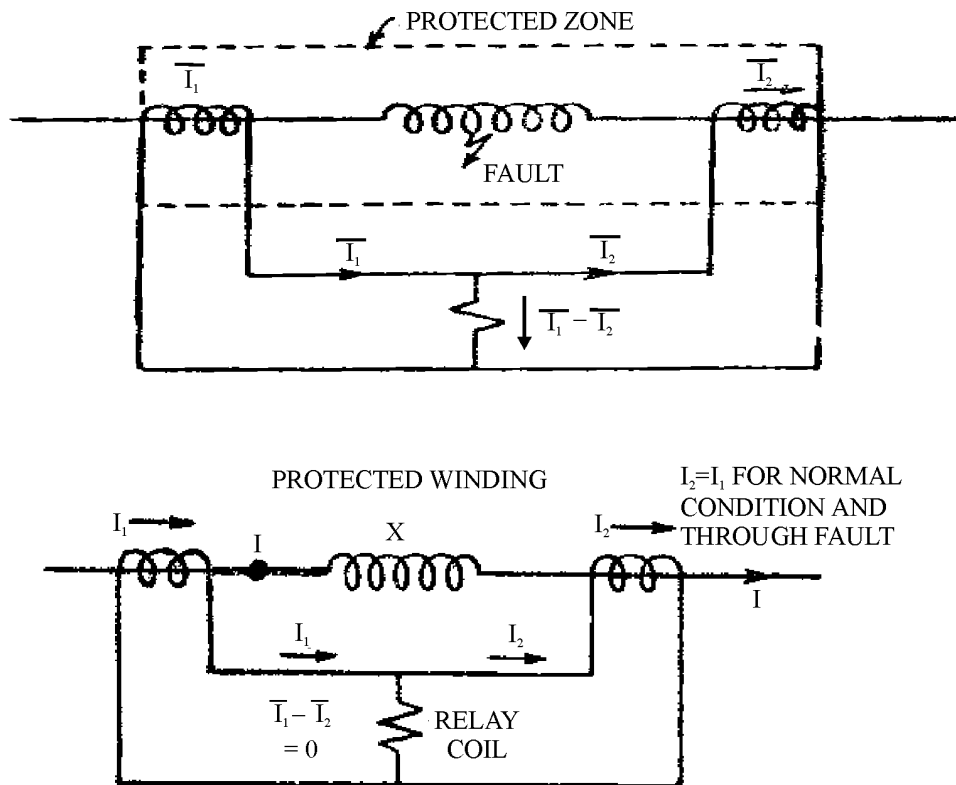 PROTECTED ZONE
I₁
I₂
FAULT
I₁
I₂
I₁ − I₂
PROTECTED WINDING
I₂=I₁ FOR NORMAL
CONDITION AND
THROUGH FAULT
I₁
I
X
I₂
I
I₁
I₂
I₁ − I₂
= 0
RELAY
COIL